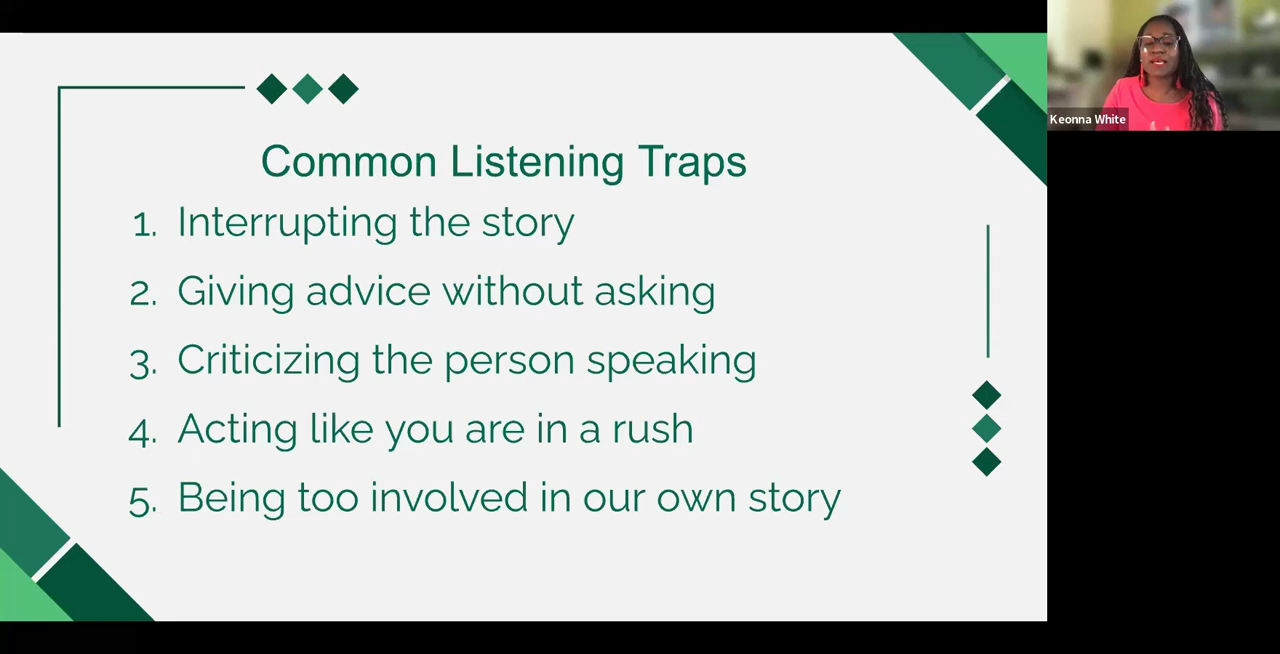 Common Listening Traps
1. Interrupting the story
2. Giving advice without asking
3. Criticizing the person speaking
4. Acting like you are in a rush
5. Being too involved in our own story
Keonna White